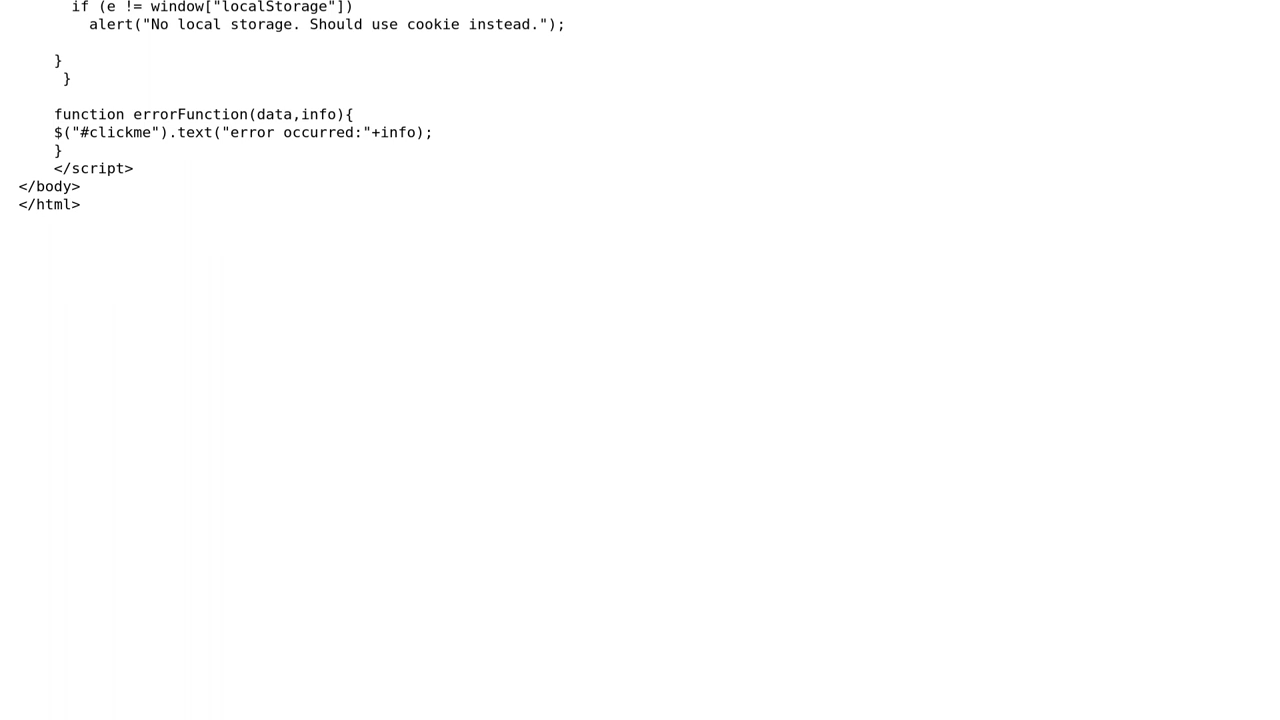 if (e != window["localStorage"])
alert("No local storage. Should use cookie instead.");
}
}
function errorFunction(data,info){
$("#clickme").text("error occurred:"+info);
}
</script>
</body>
</html>